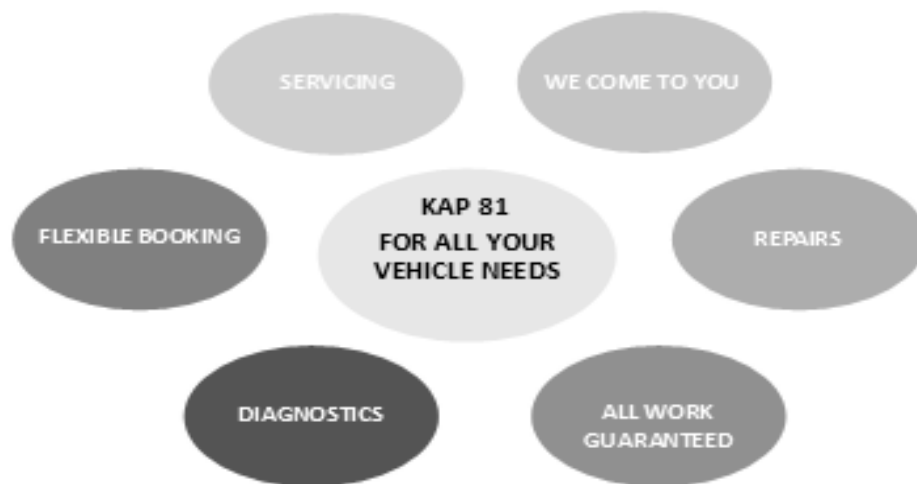 SERVICING
WE COME TO YOU
FLEXIBLE BOOKING
KAP 81
FOR ALL YOUR
VEHICLE NEEDS
REPAIRS
DIAGNOSTICS
ALL WORK
GUARANTEED